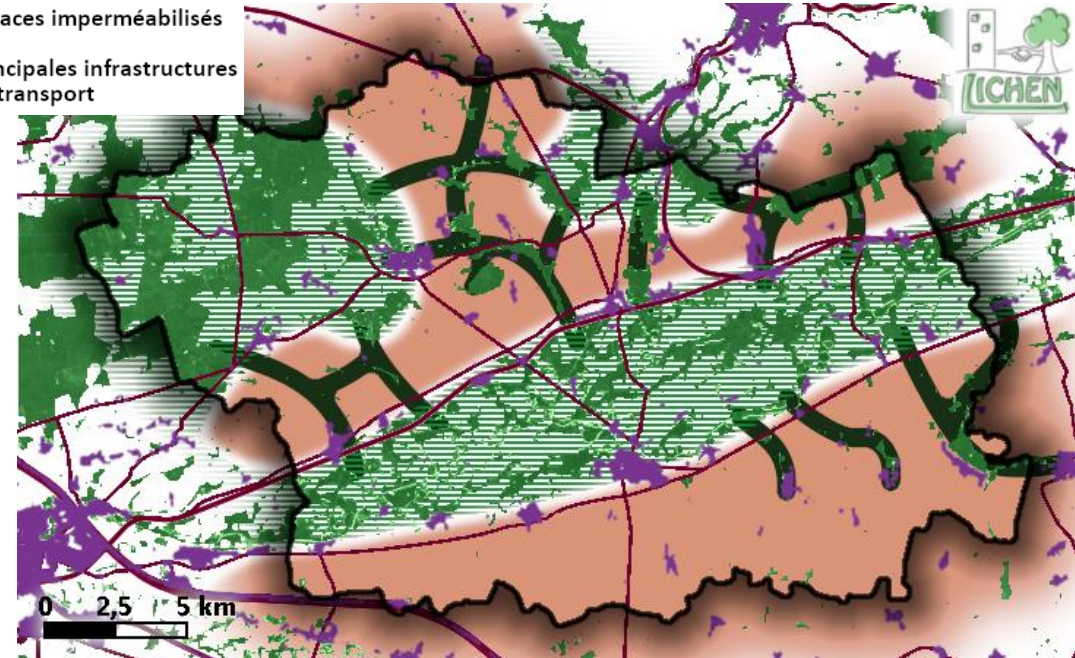 aces imperméabilisés
ncipales infrastructures
transport
LICHEN
0 2,5 5 km